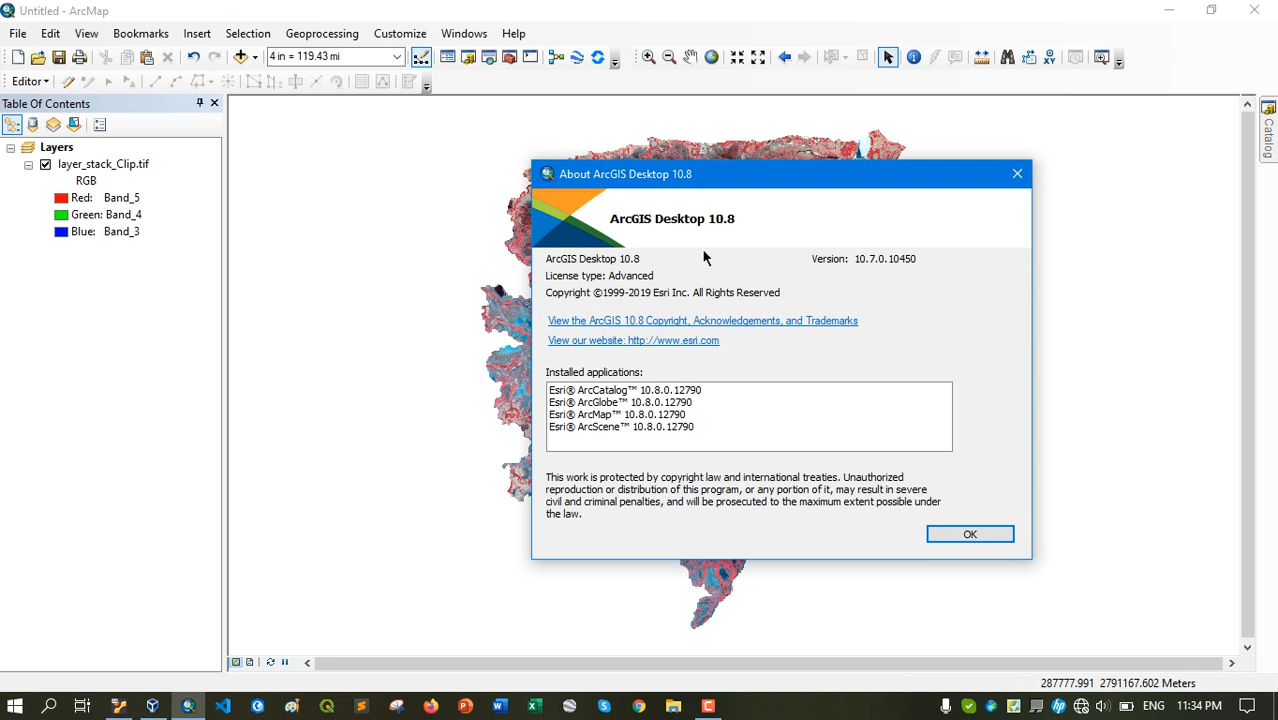 Untitled - ArcMap
File Edit View Bookmarks Insert Selection Geoprocessing Customize Windows Help
4 in = 119.43 mi
Editor
Table Of Contents
Layers
layer_stack_Clip.tif
RGB
Red: Band_5
Green: Band_4
Blue: Band_3
About ArcGIS Desktop 10.8
ArcGIS Desktop 10.8
ArcGIS Desktop 10.8 Version: 10.7.0.10450
License type: Advanced
Copyright ©1999-2019 Esri Inc. All Rights Reserved
View the ArcGIS 10.8 Copyright, Acknowledgements, and Trademarks
View our website: http://www.esri.com
Installed applications:
Esri® ArcCatalog™ 10.8.0.12790
Esri® ArcGlobe™ 10.8.0.12790
Esri® ArcMap™ 10.8.0.12790
Esri® ArcScene™ 10.8.0.12790
This work is protected by copyright law and international treaties. Unauthorized
reproduction or distribution of this program, or any portion of it, may result in severe
civil and criminal penalties, and will be prosecuted to the maximum extent possible under
the law.
OK
Catalog
287777.991 2791167.602 Meters
ENG 11:34 PM